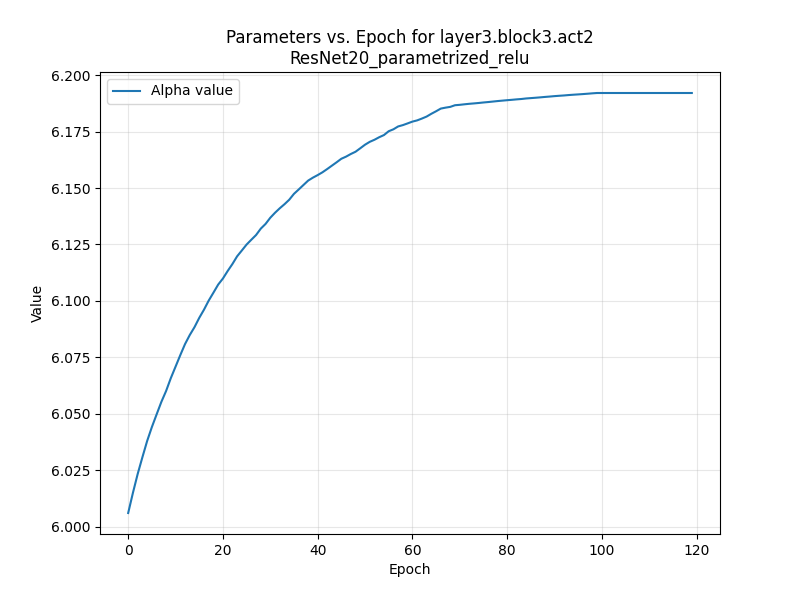 Parameters vs. Epoch for layer3.block3.act2
ResNet20_parametrized_relu
Alpha value
6.200
6.175
6.150
6.125
6.100
6.075
6.050
6.025
6.000
Value
0 20 40 60 80 100 120
Epoch